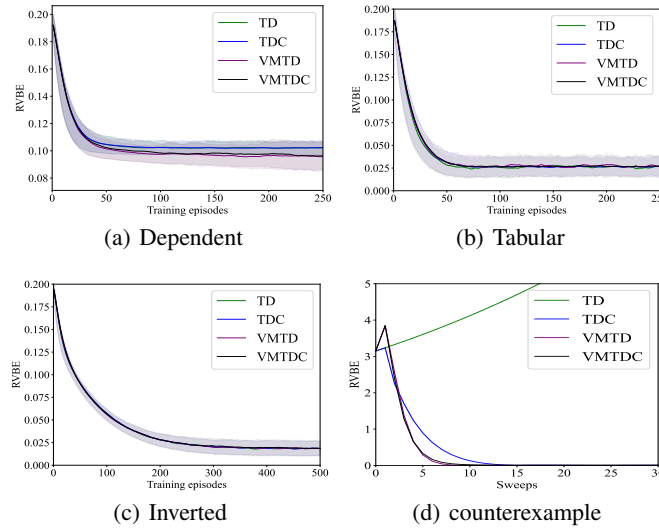 0.20
0.18
0.16
0.14
0.12
0.10
0.08
RVBE
TD
TDC
VMTD
VMTDC
0 50 100 150 200 250
Training episodes
(a) Dependent
0.200
0.175
0.150
0.125
0.100
0.075
0.050
0.025
0.000
RVBE
TD
TDC
VMTD
VMTDC
0 50 100 150 200 250
Training episodes
(b) Tabular
0.200
0.175
0.150
0.125
0.100
0.075
0.050
0.025
0.000
RVBE
TD
TDC
VMTD
VMTDC
0 100 200 300 400 500
Training episodes
(c) Inverted
5
4
3
2
1
0
RVBE
TD
TDC
VMTD
VMTDC
0 5 10 15 20 25 30
Sweeps
(d) counterexample